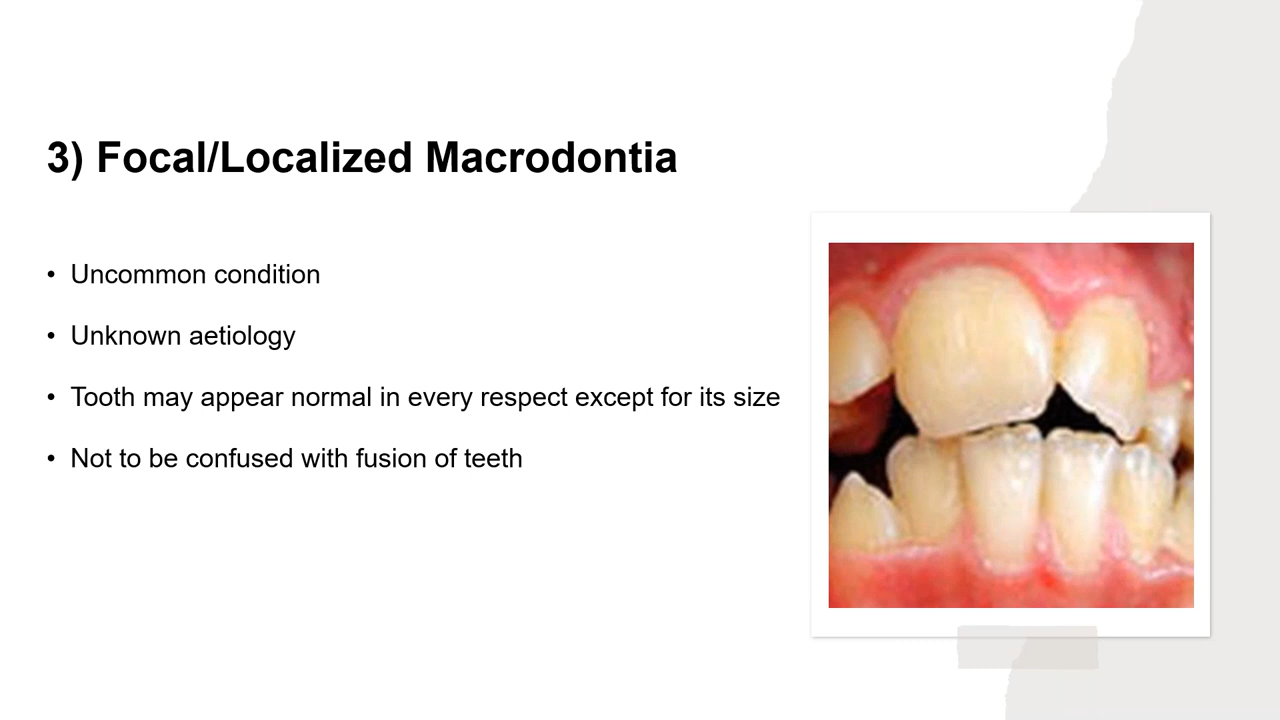 3) Focal/Localized Macrodontia
• Uncommon condition
• Unknown aetiology
• Tooth may appear normal in every respect except for its size
• Not to be confused with fusion of teeth